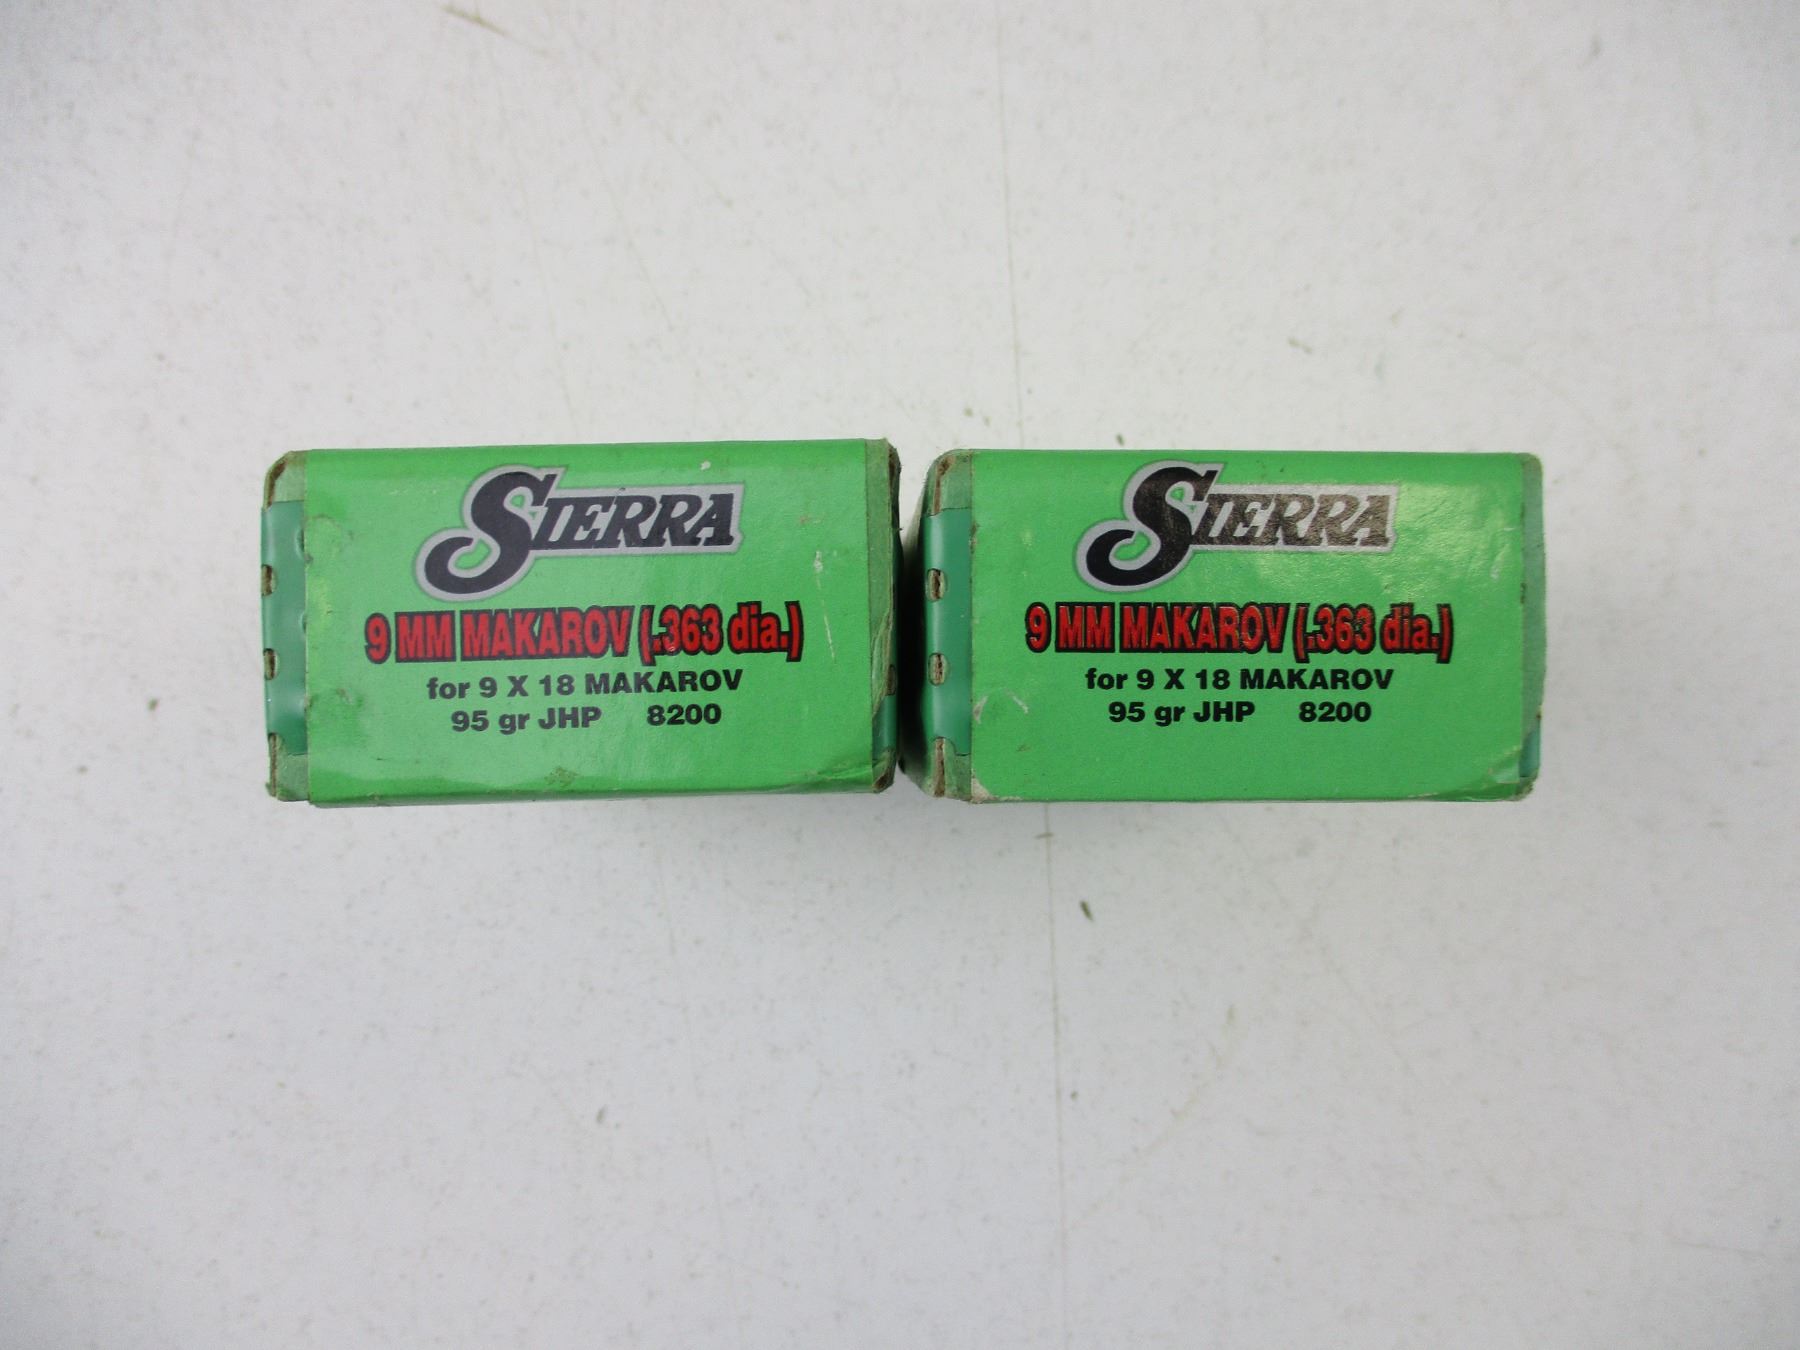 SIERRA
9 MM MAKAROV (.363 dia.)
for 9 X 18 MAKAROV
95 gr JHP 8200
SIERRA
9 MM MAKAROV (.363 dia.)
for 9 X 18 MAKAROV
95 gr JHP 8200